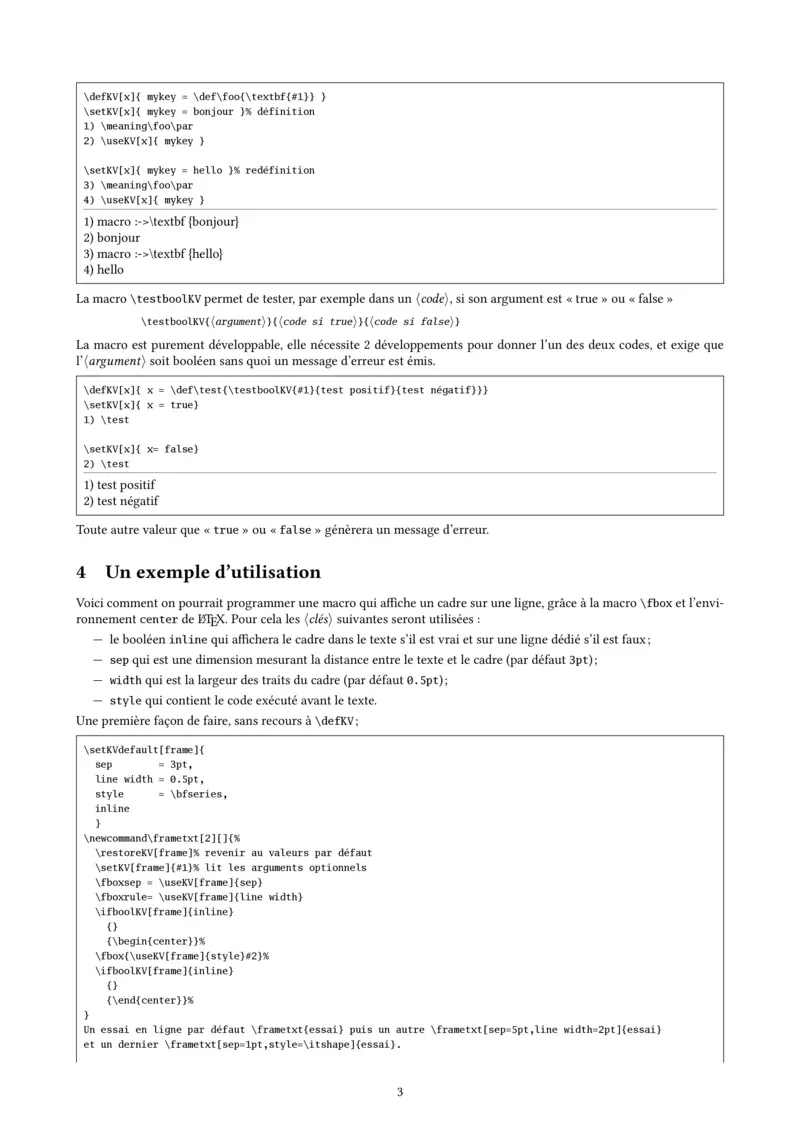 \defKV[x]{ mykey = \def\foo{\textbf{#1}} }
\setKV[x]{ mykey = bonjour }% définition
1) \meaning\foo\par
2) \useKV[x]{ mykey }

\setKV[x]{ mykey = hello }% redéfinition
3) \meaning\foo\par
4) \useKV[x]{ mykey }
1) macro :->\textbf {bonjour}
2) bonjour
3) macro :->\textbf {hello}
4) hello
La macro \testboolKV permet de tester, par exemple dans un ⟨code⟩, si son argument est « true » ou « false »
\testboolKV{⟨argument⟩}{⟨code si true⟩}{⟨code si false⟩}
La macro est purement développable, elle nécessite 2 développements pour donner l'un des deux codes, et exige que
l'⟨argument⟩ soit booléen sans quoi un message d'erreur est émis.
\defKV[x]{ x = \def\test{\testboolKV{#1}{test positif}{test négatif}}}
\setKV[x]{ x = true}
1) \test

\setKV[x]{ x= false}
2) \test
1) test positif
2) test négatif
Toute autre valeur que « true » ou « false » génèrera un message d'erreur.
4 Un exemple d'utilisation
Voici comment on pourrait programmer une macro qui affiche un cadre sur une ligne, grâce à la macro \fbox et l'envi-
ronnement center de LATEX. Pour cela les ⟨clés⟩ suivantes seront utilisées :
— le booléen inline qui affichera le cadre dans le texte s'il est vrai et sur une ligne dédié s'il est faux ;
— sep qui est une dimension mesurant la distance entre le texte et le cadre (par défaut 3pt) ;
— width qui est la largeur des traits du cadre (par défaut 0.5pt) ;
— style qui contient le code exécuté avant le texte.
Une première façon de faire, sans recours à \defKV ;
\setKVdefault[frame]{
sep = 3pt,
line width = 0.5pt,
style = \bfseries,
inline
}
\newcommand\frametxt[2][]{%
\restoreKV[frame]% revenir au valeurs par défaut
\setKV[frame]{#1}% lit les arguments optionnels
\fboxsep = \useKV[frame]{sep}
\fboxrule= \useKV[frame]{line width}
\ifboolKV[frame]{inline}
{}
{\begin{center}}%
\fbox{\useKV[frame]{style}#2}%
\ifboolKV[frame]{inline}
{}
{\end{center}}%
}
Un essai en ligne par défaut \frametxt{essai} puis un autre \frametxt[sep=5pt,line width=2pt]{essai}
et un dernier \frametxt[sep=1pt,style=\itshape]{essai}.
3